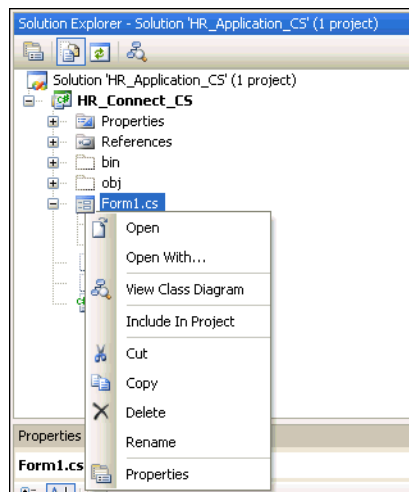 Solution Explorer - Solution 'HR_Application_CS' (1 project)
Solution 'HR_Application_CS' (1 project)
HR_Connect_CS
Properties
References
bin
obj
Form1.cs
Open
Open With...
View Class Diagram
Include In Project
Cut
Copy
Delete
Rename
Properties
Properties
Form1.cs